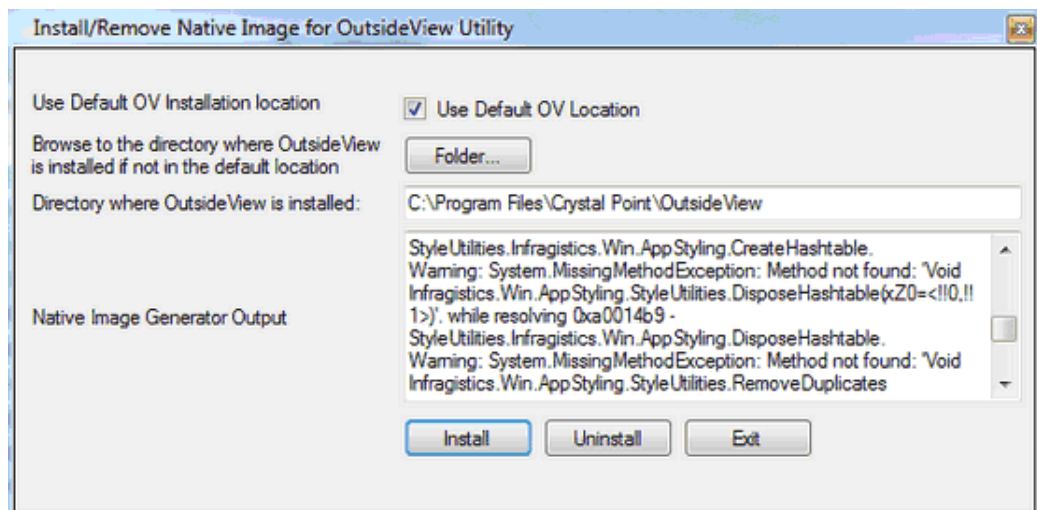 Install/Remove Native Image for OutsideView Utility
Use Default OV Installation location
Use Default OV Location
Browse to the directory where OutsideView
is installed if not in the default location
Folder...
Directory where OutsideView is installed:
C:\Program Files\Crystal Point\OutsideView
Native Image Generator Output
StyleUtilities.Infragistics.Win.AppStyling.CreateHashtable.
Warning: System.MissingMethodException: Method not found: 'Void
Infragistics.Win.AppStyling.StyleUtilities.DisposeHashtable(xZ0=<!!0,!!
1>)'. while resolving 0xa0014b9 -
StyleUtilities.Infragistics.Win.AppStyling.DisposeHashtable.
Warning: System.MissingMethodException: Method not found: 'Void
Infragistics.Win.AppStyling.StyleUtilities.RemoveDuplicates
Install
Uninstall
Exit